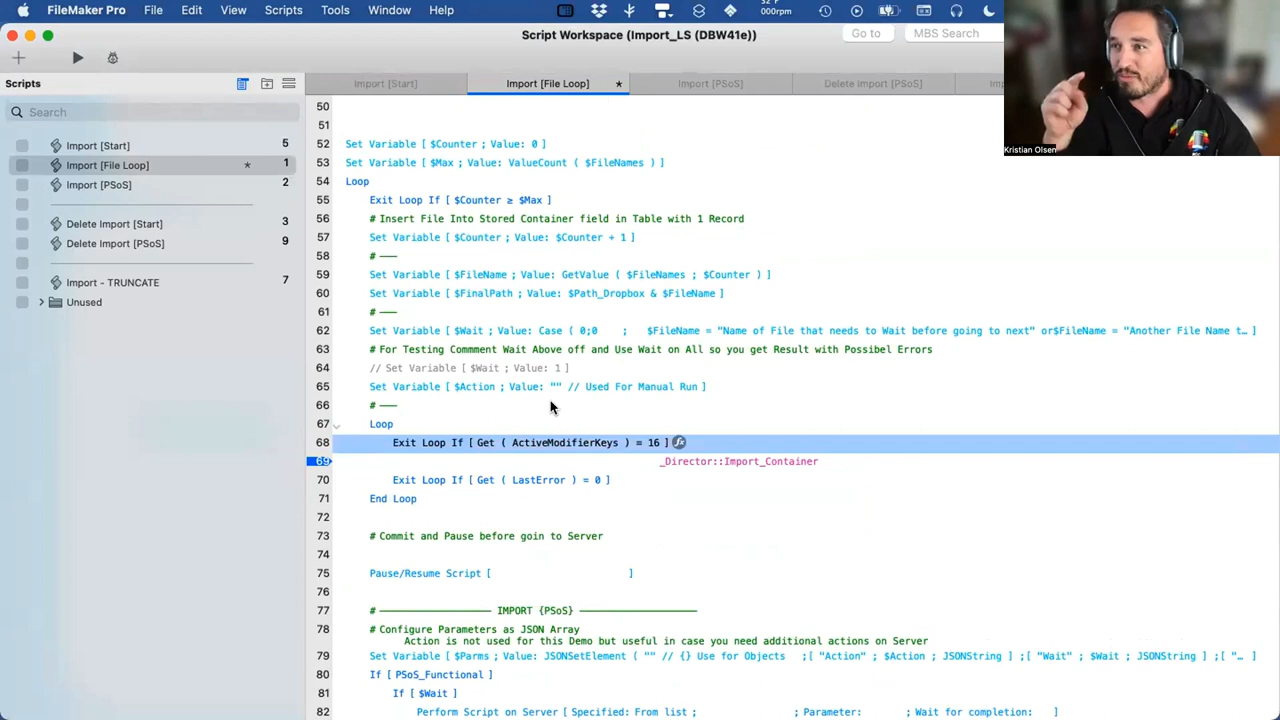 FileMaker Pro File Edit View Scripts Tools Window Help
000rpm
Script Workspace (Import_LS (DBW41e))
Go to
MBS Search
Kristian Olsen
Scripts
Import [Start]
Import [File Loop] *
Import [PSoS]
Delete Import [PSoS]
Search
Import [Start] 5
Import [File Loop] * 1
Import [PSoS] 2
Delete Import [Start] 3
Delete Import [PSoS] 9
Import - TRUNCATE 7
Unused
50
51
52 Set Variable [ $Counter ; Value: 0 ]
53 Set Variable [ $Max ; Value: ValueCount ( $FileNames ) ]
54 Loop
55 Exit Loop If [ $Counter ≥ $Max ]
56 # Insert File Into Stored Container field in Table with 1 Record
57 Set Variable [ $Counter ; Value: $Counter + 1 ]
58 # ——
59 Set Variable [ $FileName ; Value: GetValue ( $FileNames ; $Counter ) ]
60 Set Variable [ $FinalPath ; Value: $Path_Dropbox & $FileName ]
61 # ——
62 Set Variable [ $Wait ; Value: Case ( 0;0 ; $FileName = "Name of File that needs to Wait before going to next" or$FileName = "Another File Name t… ]
63 # For Testing Commment Wait Above off and Use Wait on All so you get Result with Possibel Errors
64 // Set Variable [ $Wait ; Value: 1 ]
65 Set Variable [ $Action ; Value: "" // Used For Manual Run ]
66 # ——
67 Loop
68 Exit Loop If [ Get ( ActiveModifierKeys ) = 16 ]
69 _Director::Import_Container
70 Exit Loop If [ Get ( LastError ) = 0 ]
71 End Loop
72
73 # Commit and Pause before goin to Server
74
75 Pause/Resume Script [ ]
76
77 # —————— IMPORT {PSoS} ——————
78 # Configure Parameters as JSON Array
Action is not used for this Demo but useful in case you need additional actions on Server
79 Set Variable [ $Parms ; Value: JSONSetElement ( "" // {} Use for Objects ;[ "Action" ; $Action ; JSONString ] ;[ "Wait" ; $Wait ; JSONString ] ;[ "… ]
80 If [ PSoS_Functional ]
81 If [ $Wait ]
82 Perform Script on Server [ Specified: From list ; ; Parameter: ; Wait for completion: ]